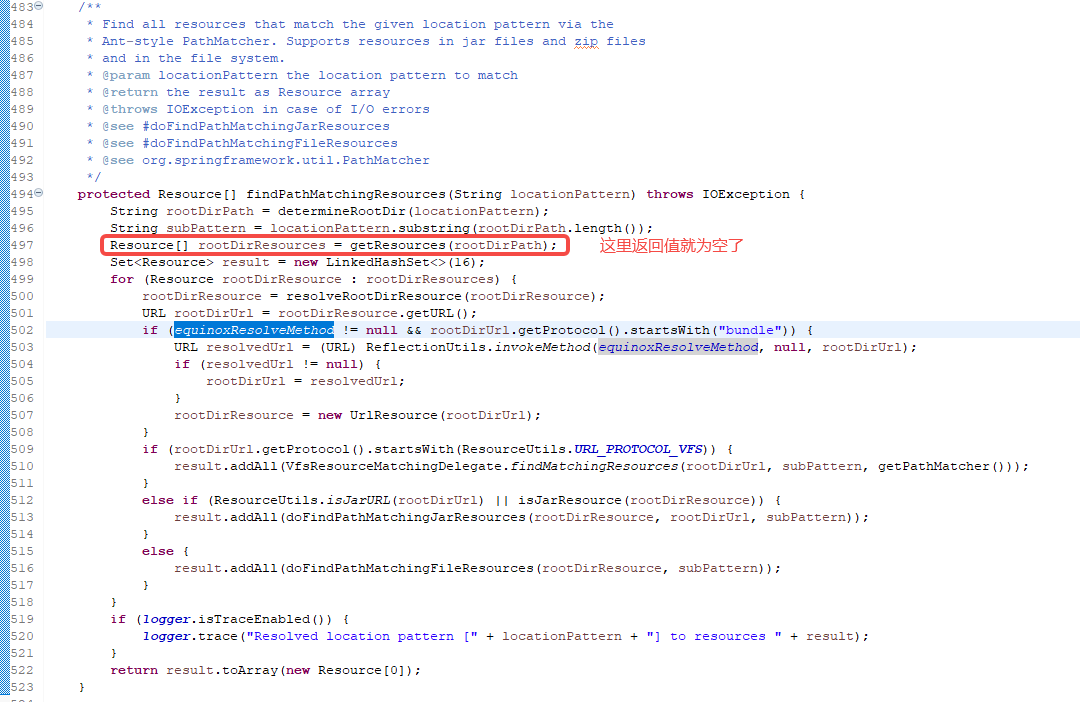 483 /**
484 * Find all resources that match the given location pattern via the
485 * Ant-style PathMatcher. Supports resources in jar files and zip files
486 * and in the file system.
487 * @param locationPattern the location pattern to match
488 * @return the result as Resource array
489 * @throws IOException in case of I/O errors
490 * @see #doFindPathMatchingJarResources
491 * @see #doFindPathMatchingFileResources
492 * @see org.springframework.util.PathMatcher
493 */
494 protected Resource[] findPathMatchingResources(String locationPattern) throws IOException {
495 String rootDirPath = determineRootDir(locationPattern);
496 String subPattern = locationPattern.substring(rootDirPath.length());
497 Resource[] rootDirResources = getResources(rootDirPath); 这里返回值就为空了
498 Set<Resource> result = new LinkedHashSet<>(16);
499 for (Resource rootDirResource : rootDirResources) {
500 rootDirResource = resolveRootDirResource(rootDirResource);
501 URL rootDirUrl = rootDirResource.getURL();
502 if (equinoxResolveMethod != null && rootDirUrl.getProtocol().startsWith("bundle")) {
503 URL resolvedUrl = (URL) ReflectionUtils.invokeMethod(equinoxResolveMethod, null, rootDirUrl);
504 if (resolvedUrl != null) {
505 rootDirUrl = resolvedUrl;
506 }
507 rootDirResource = new UrlResource(rootDirUrl);
508 }
509 if (rootDirUrl.getProtocol().startsWith(ResourceUtils.URL_PROTOCOL_VFS)) {
510 result.addAll(VfsResourceMatchingDelegate.findMatchingResources(rootDirUrl, subPattern, getPathMatcher()));
511 }
512 else if (ResourceUtils.isJarURL(rootDirUrl) || isJarResource(rootDirResource)) {
513 result.addAll(doFindPathMatchingJarResources(rootDirResource, rootDirUrl, subPattern));
514 }
515 else {
516 result.addAll(doFindPathMatchingFileResources(rootDirResource, subPattern));
517 }
518 }
519 if (logger.isTraceEnabled()) {
520 logger.trace("Resolved location pattern [" + locationPattern + "] to resources " + result);
521 }
522 return result.toArray(new Resource[0]);
523 }